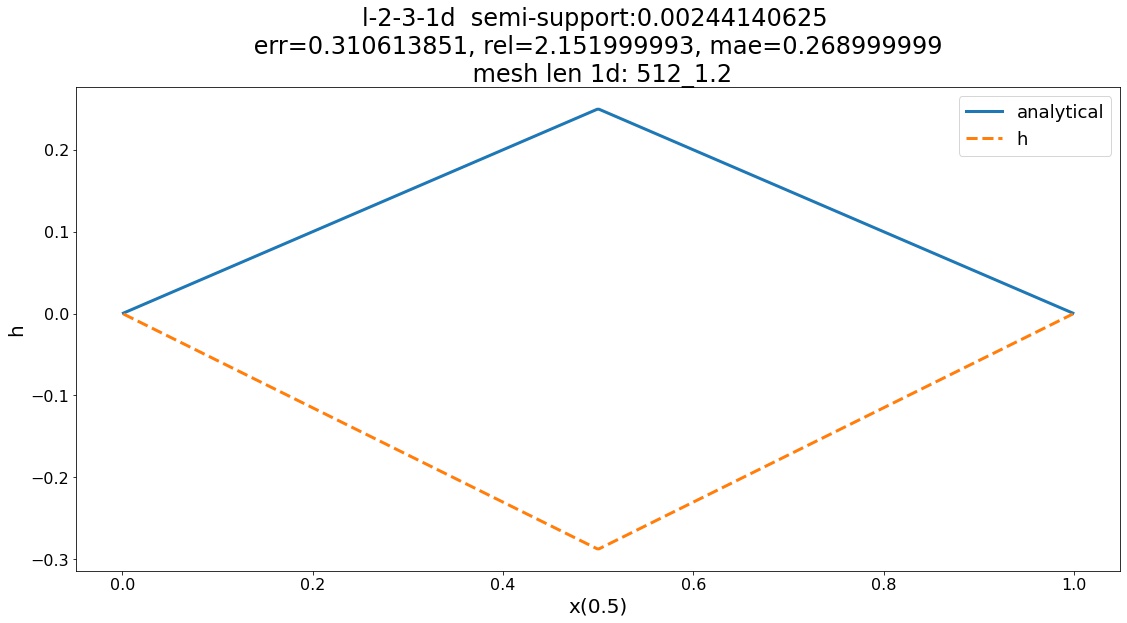 l-2-3-1d  semi-support:0.00244140625
err=0.310613851, rel=2.151999993, mae=0.268999999
mesh len 1d: 512_1.2
analytical
h
0.2
0.1
0.0
−0.1
−0.2
−0.3
h
0.0
0.2
0.4
0.6
0.8
1.0
x(0.5)